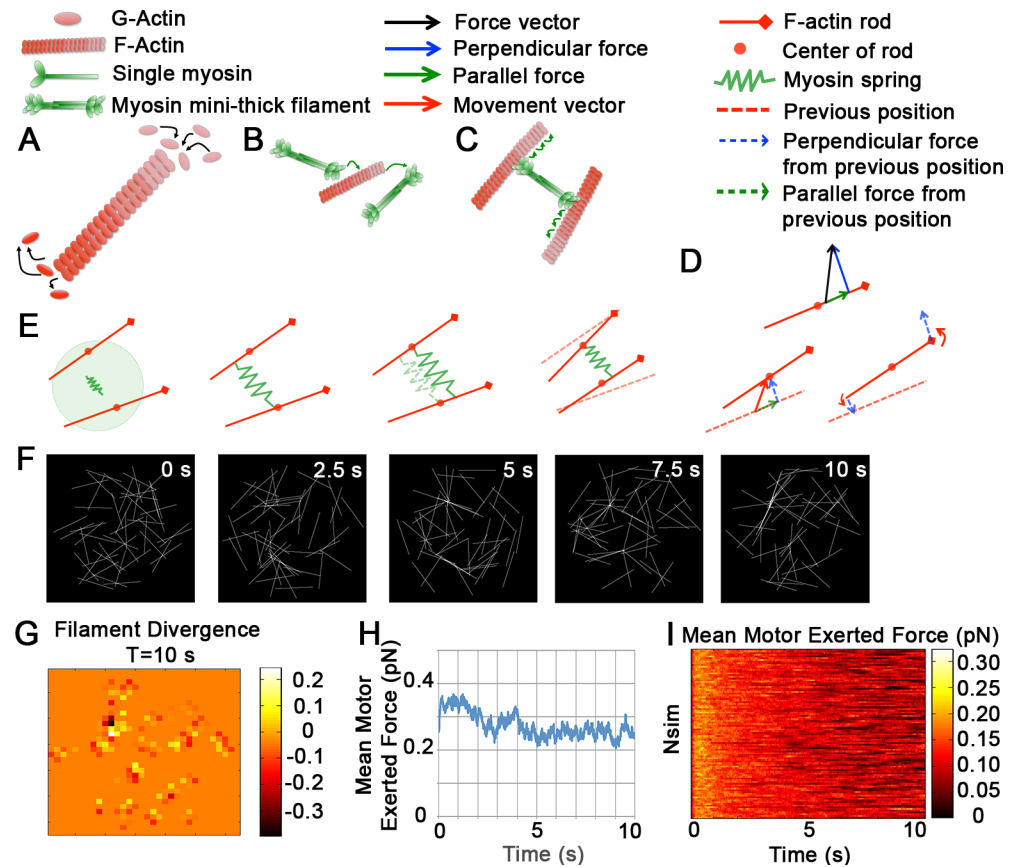 G-Actin
F-Actin
Single myosin
Myosin mini-thick filament
Force vector
Perpendicular force
Parallel force
Movement vector
F-actin rod
Center of rod
Myosin spring
Previous position
Perpendicular force
from previous position
Parallel force from
previous position
A
B
C
D
E
F
0 s
2.5 s
5 s
7.5 s
10 s
G
Filament Divergence
T=10 s
0.2
0.1
0
-0.1
-0.2
-0.3
H
Mean Motor
Exerted Force (pN)
0.4
0.2
0
0
5
10
Time (s)
I
Mean Motor Exerted Force (pN)
Nsim
0
5
10
Time (s)
0.30
0.25
0.20
0.15
0.10
0.05
0.00